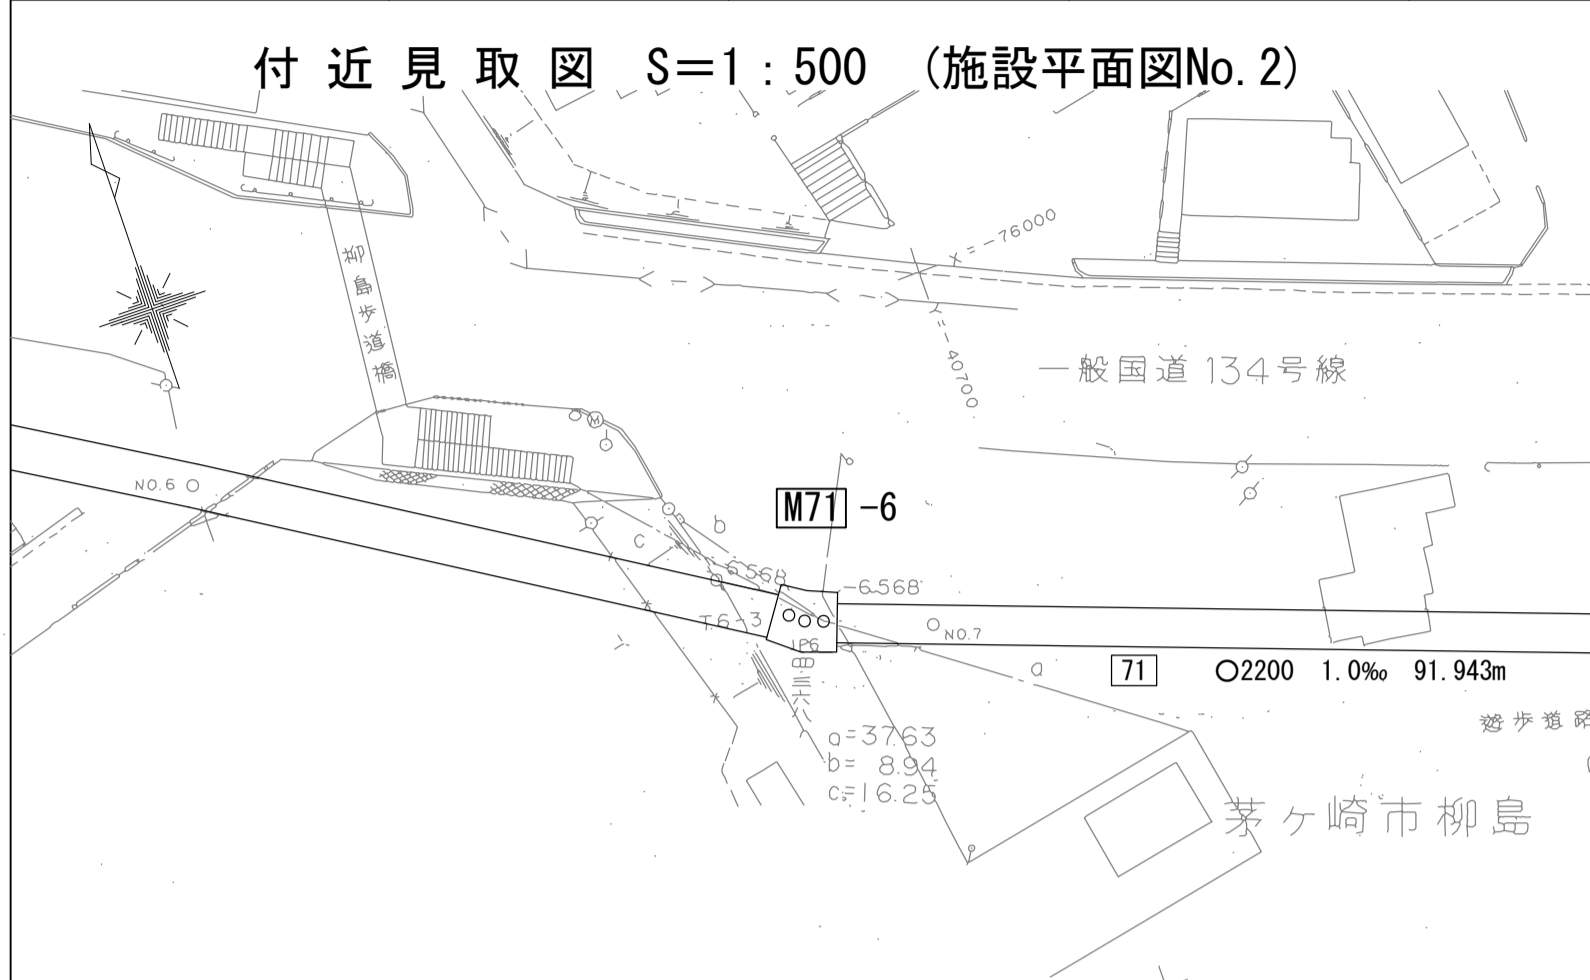 付近見取図 S=1:500 (施設平面図No.2)
柳島歩道橋
X=-76000
Y=-40700
一般国道134号線
NO.6
M
M71 -6
b
c
-6.568
-6.568
T.6-3
IP6
NO.7
a
71 ○2200 1.0‰ 91.943m
a=37.63
b= 8.94
c=16.25
遊歩道路
茅ヶ崎市柳島